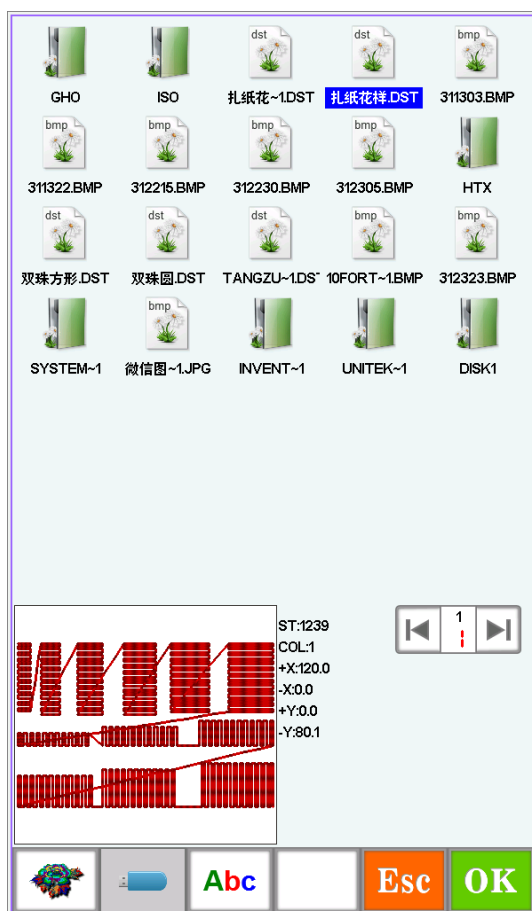 dst
dst
bmp
GHO
ISO
扎纸花~1.DST
扎纸花样.DST
311303.BMP
bmp
bmp
bmp
bmp
311322.BMP
312215.BMP
312230.BMP
312305.BMP
HTX
dst
dst
dst
bmp
bmp
双珠方形.DST
双珠圆.DST
TANGZU~1.DS
10FORT~1.BMP
312323.BMP
bmp
SYSTEM~1
微信图~1.JPG
INVENT~1
UNITEK~1
DISK1
ST:1239
COL:1
+X:120.0
-X:0.0
+Y:0.0
-Y:80.1
1
Abc
Esc
OK